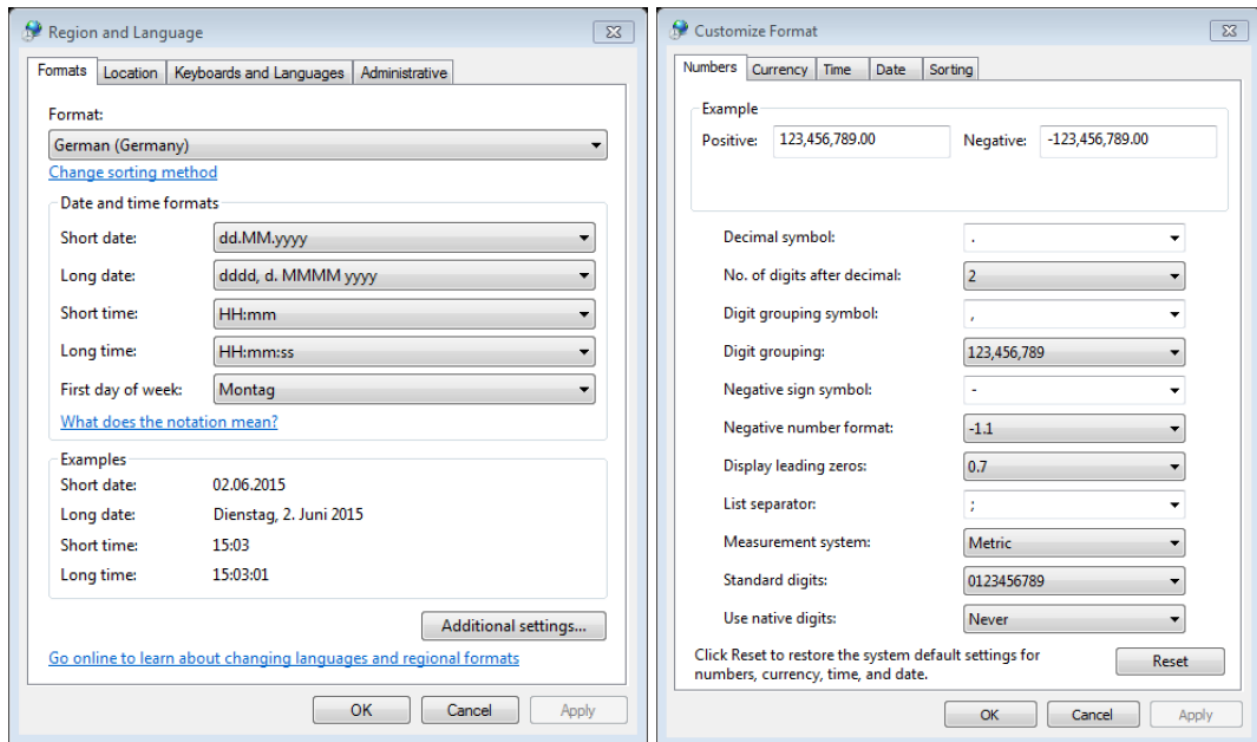 Region and Language
Formats Location Keyboards and Languages Administrative
Format:
German (Germany)
Change sorting method
Date and time formats
Short date: dd.MM.yyyy
Long date: dddd, d. MMMM yyyy
Short time: HH:mm
Long time: HH:mm:ss
First day of week: Montag
What does the notation mean?
Examples
Short date: 02.06.2015
Long date: Dienstag, 2. Juni 2015
Short time: 15:03
Long time: 15:03:01
Additional settings...
Go online to learn about changing languages and regional formats
OK Cancel Apply
Customize Format
Numbers Currency Time Date Sorting
Example
Positive: 123,456,789.00 Negative: -123,456,789.00
Decimal symbol: .
No. of digits after decimal: 2
Digit grouping symbol: ,
Digit grouping: 123,456,789
Negative sign symbol: -
Negative number format: -1.1
Display leading zeros: 0.7
List separator: ;
Measurement system: Metric
Standard digits: 0123456789
Use native digits: Never
Click Reset to restore the system default settings for
numbers, currency, time, and date.
Reset
OK Cancel Apply